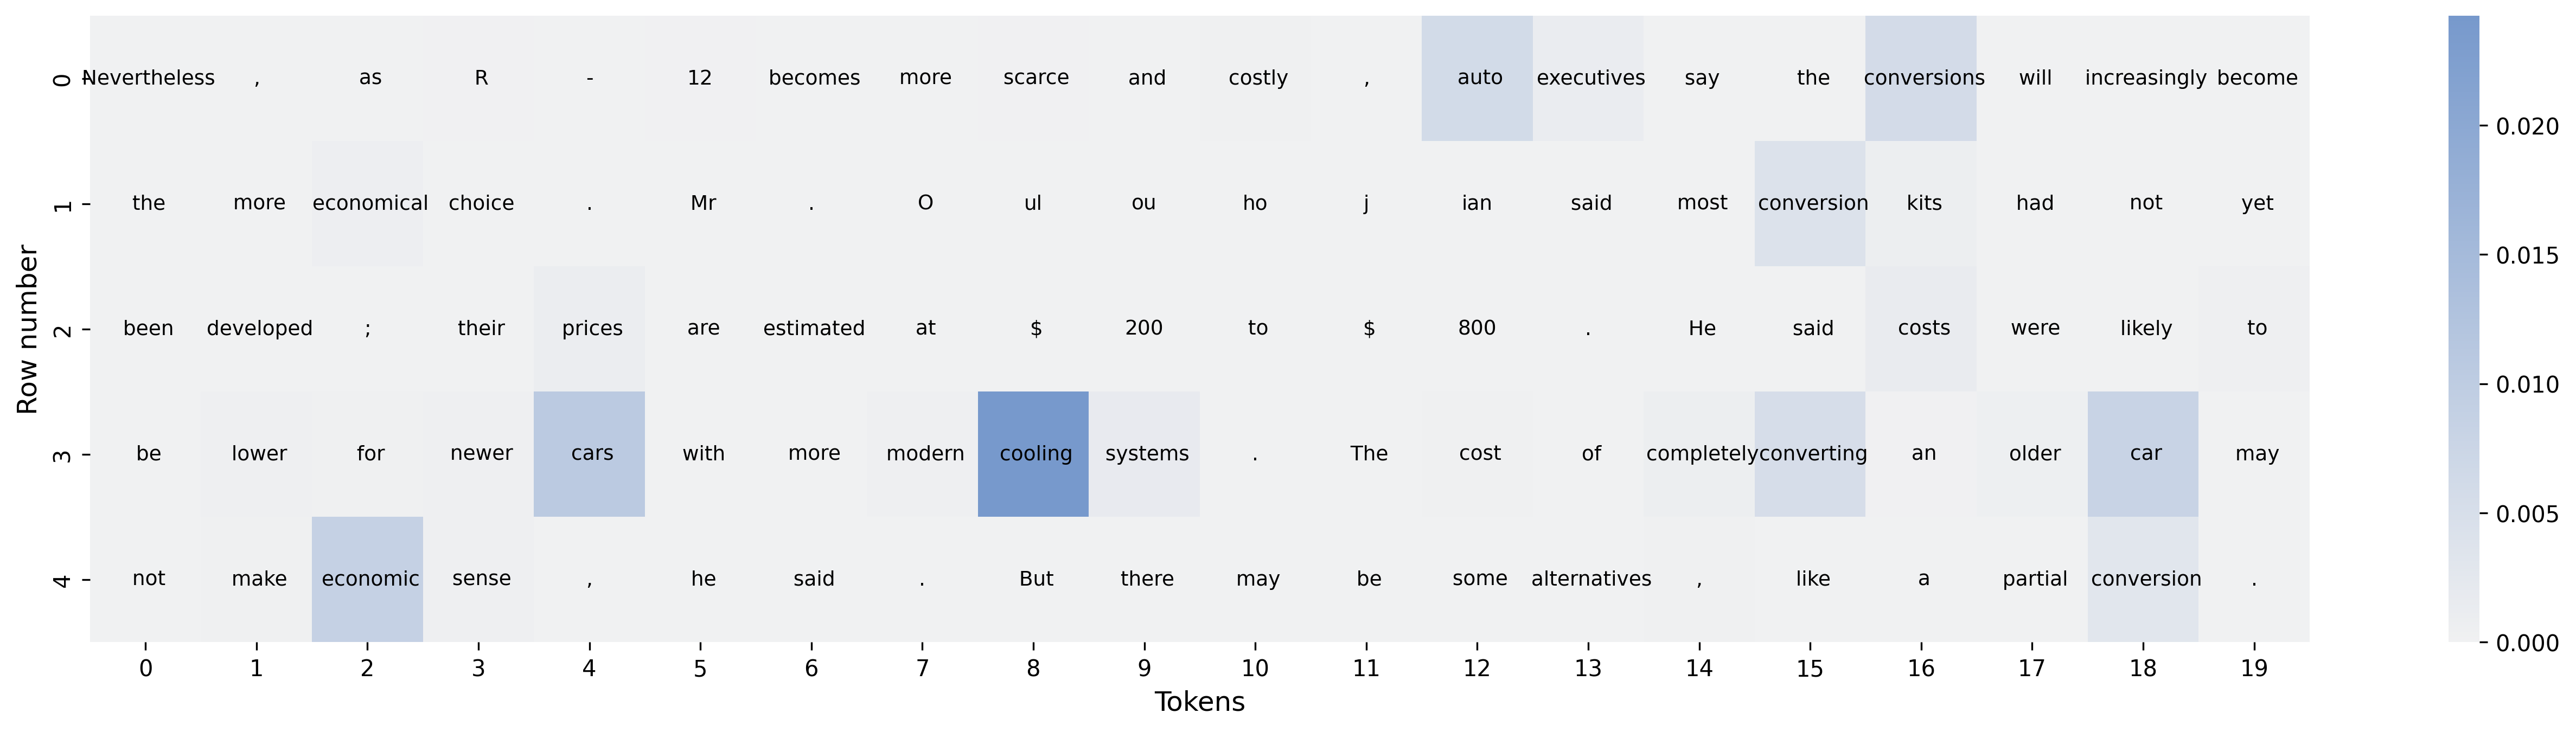 0 Nevertheless , as R - 12 becomes more scarce and costly , auto executives say the conversions will increasingly become
1 the more economical choice . Mr . O ul ou ho j ian said most conversion kits had not yet
2 been developed ; their prices are estimated at $ 200 to $ 800 . He said costs were likely to
3 be lower for newer cars with more modern cooling systems . The cost of completely converting an older car may
4 not make economic sense , he said . But there may be some alternatives , like a partial conversion .
0 1 2 3 4 5 6 7 8 9 10 11 12 13 14 15 16 17 18 19
Tokens
Row number
0.020
0.015
0.010
0.005
0.000